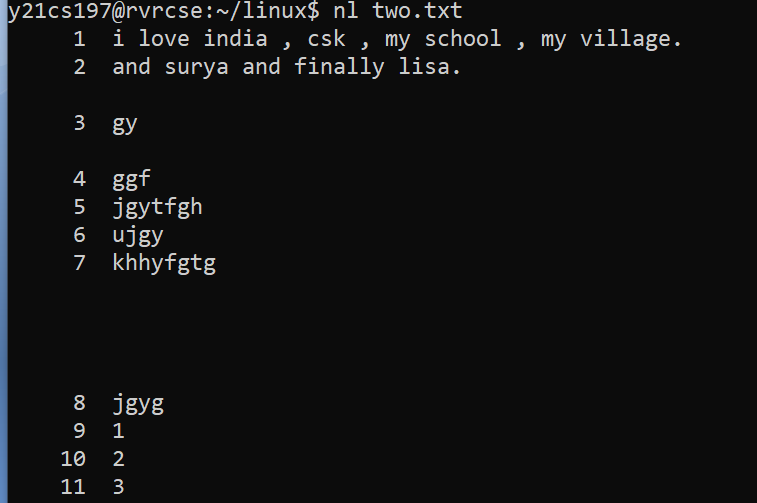 y21cs197@rvrcse:~/linux$ nl two.txt
1 i love india , csk , my school , my village.
2 and surya and finally lisa.
3 gy
4 ggf
5 jgytfgh
6 ujgy
7 khhyfgtg
8 jgyg
9 1
10 2
11 3